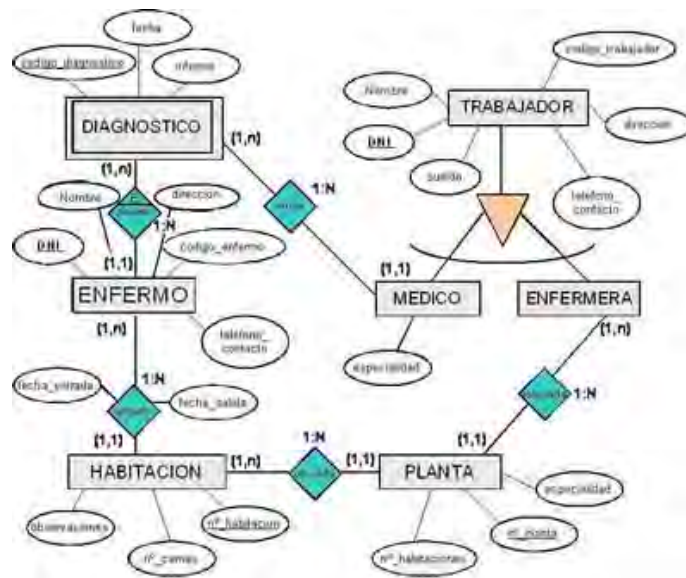 fecha
codigo_diagnostico
informe
DIAGNOSTICO
(1,n)
(1,n)
codigo_trabajador
Nombre
TRABAJADOR
DNI
direccion
sueldo
telefono_
contacto
Nombre
direccion
1:N
1:N
DNI
codigo_enfermo
(1,1)
(1,1)
ENFERMO
MEDICO
ENFERMERA
(1,n)
(1,n)
telefono_
contacto
especialidad
fecha_entrada
1:N
fecha_salida
1:N
(1,1)
1:N
(1,1)
HABITACION
(1,n)
(1,1)
PLANTA
especialidad
observaciones
nº_habitacion
nº_camas
nº_habitaciones
nº_planta